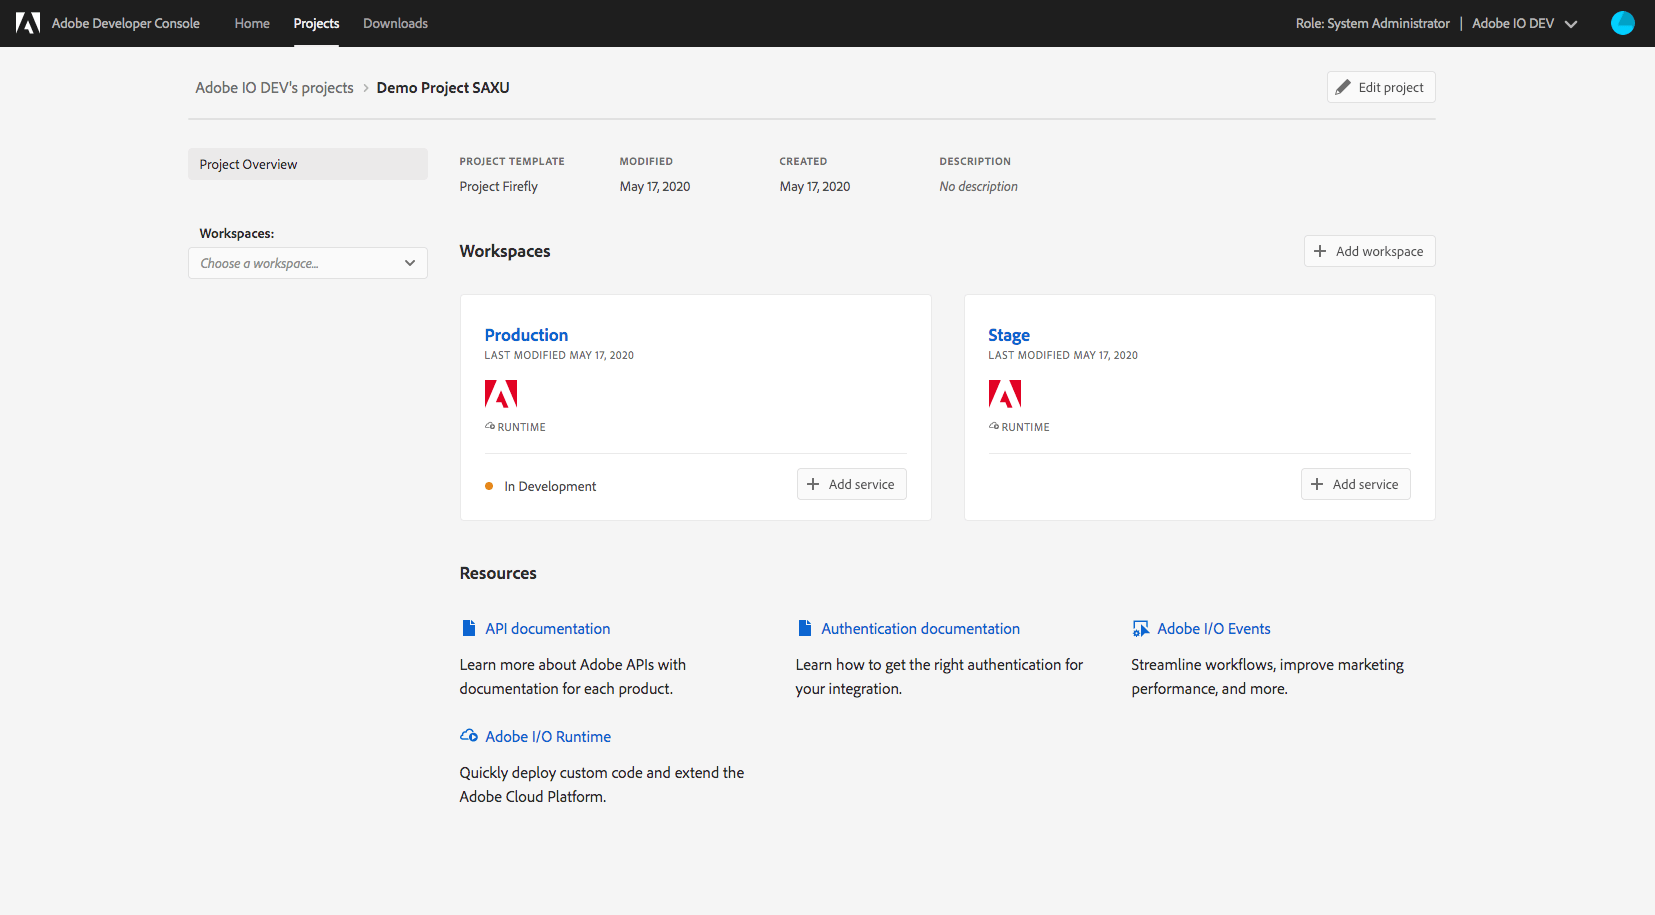 Adobe Developer Console Home Projects Downloads Role: System Administrator | Adobe IO DEV
Adobe IO DEV's projects > Demo Project SAXU Edit project
Project Overview
Workspaces:
Choose a workspace...
PROJECT TEMPLATE MODIFIED CREATED DESCRIPTION
Project Firefly May 17, 2020 May 17, 2020 No description
Workspaces Add workspace
Production
LAST MODIFIED MAY 17, 2020
RUNTIME
In Development Add service
Stage
LAST MODIFIED MAY 17, 2020
RUNTIME
Add service
Resources
API documentation
Learn more about Adobe APIs with
documentation for each product.
Authentication documentation
Learn how to get the right authentication for
your integration.
Adobe I/O Events
Streamline workflows, improve marketing
performance, and more.
Adobe I/O Runtime
Quickly deploy custom code and extend the
Adobe Cloud Platform.